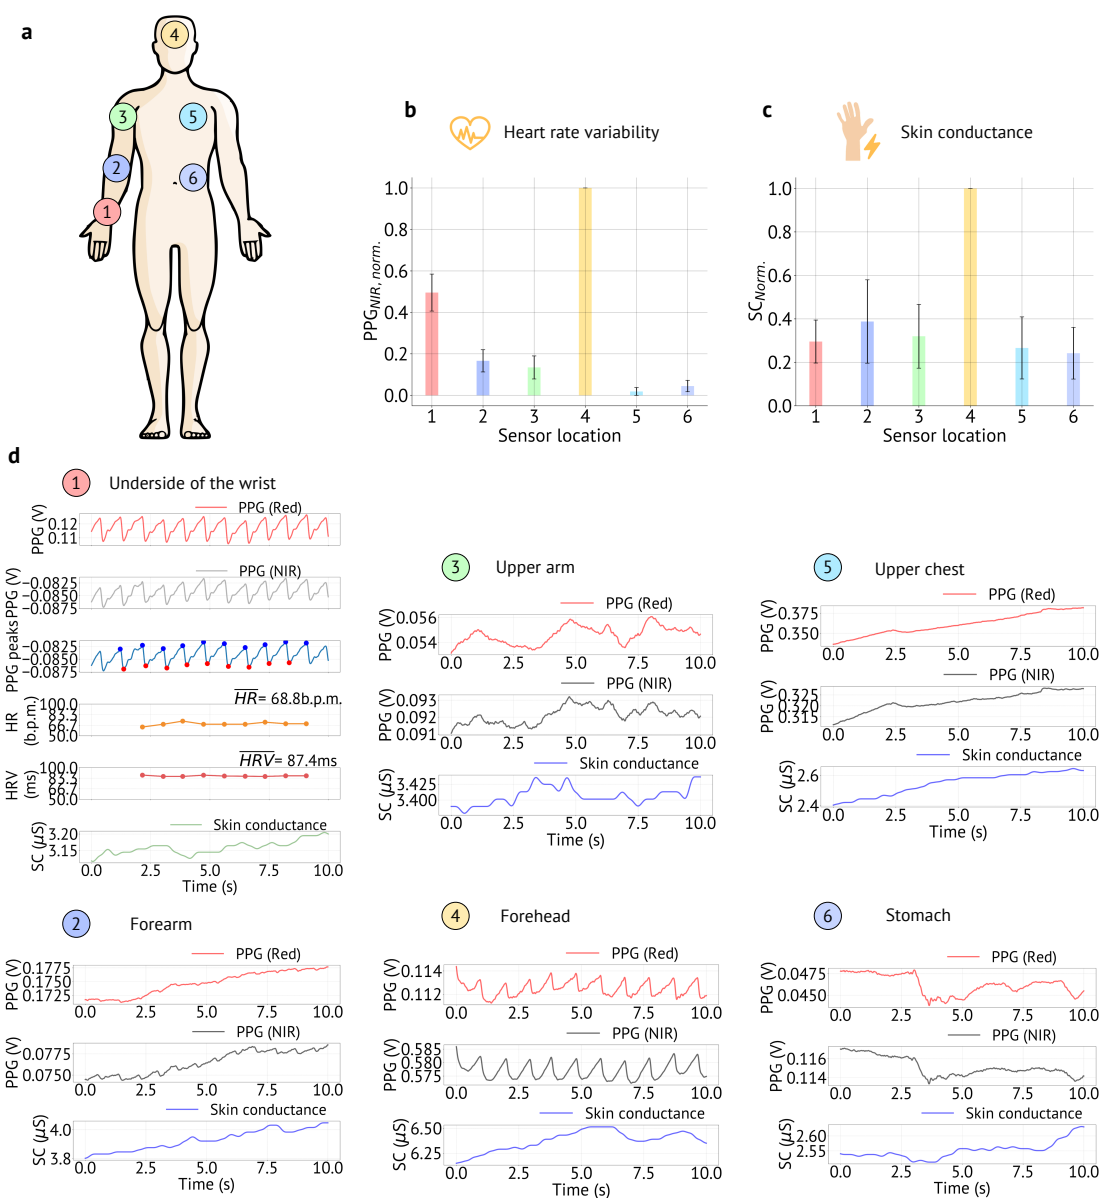 a
4
3
5
2
6
1
b
Heart rate variability
1.0
0.8
0.6
0.4
0.2
0.0
PPG_NIR, norm.
1 2 3 4 5 6
Sensor location
c
Skin conductance
1.0
0.8
0.6
0.4
0.2
0.0
SC_Norm.
1 2 3 4 5 6
Sensor location
d
1 Underside of the wrist
PPG (Red)
PPG (V)
0.12
0.11
PPG (NIR)
PPG (V)
−0.0825
−0.0850
−0.0875
PPG peaks
−0.0825
−0.0850
−0.0875
HR = 68.8b.p.m.
HR
(b.p.m.)
100.0
83.3
66.7
50.0
HRV = 87.4ms
HRV
(ms)
100.0
83.3
66.7
50.0
Skin conductance
SC (µS)
3.20
3.15
0.0 2.5 5.0 7.5 10.0
Time (s)
3 Upper arm
PPG (Red)
PPG (V)
0.056
0.054
0.0 2.5 5.0 7.5 10.0
PPG (NIR)
PPG (V)
0.093
0.092
0.091
0.0 2.5 5.0 7.5 10.0
Skin conductance
SC (µS)
3.425
3.400
0.0 2.5 5.0 7.5 10.0
Time (s)
5 Upper chest
PPG (Red)
PPG (V)
0.375
0.350
0.0 2.5 5.0 7.5 10.0
PPG (NIR)
PPG (V)
0.325
0.320
0.315
0.0 2.5 5.0 7.5 10.0
Skin conductance
SC (µS)
2.6
2.4
0.0 2.5 5.0 7.5 10.0
Time (s)
2 Forearm
PPG (Red)
PPG (V)
0.1775
0.1750
0.1725
0.0 2.5 5.0 7.5 10.0
PPG (NIR)
PPG (V)
0.0775
0.0750
0.0 2.5 5.0 7.5 10.0
Skin conductance
SC (µS)
4.0
3.8
0.0 2.5 5.0 7.5 10.0
Time (s)
4 Forehead
PPG (Red)
PPG (V)
0.114
0.112
0.0 2.5 5.0 7.5 10.0
PPG (NIR)
PPG (V)
0.585
0.580
0.575
0.0 2.5 5.0 7.5 10.0
Skin conductance
SC (µS)
6.50
6.25
0.0 2.5 5.0 7.5 10.0
Time (s)
6 Stomach
PPG (Red)
PPG (V)
0.0475
0.0450
0.0 2.5 5.0 7.5 10.0
PPG (NIR)
PPG (V)
0.116
0.114
0.0 2.5 5.0 7.5 10.0
Skin conductance
SC (µS)
2.60
2.55
0.0 2.5 5.0 7.5 10.0
Time (s)